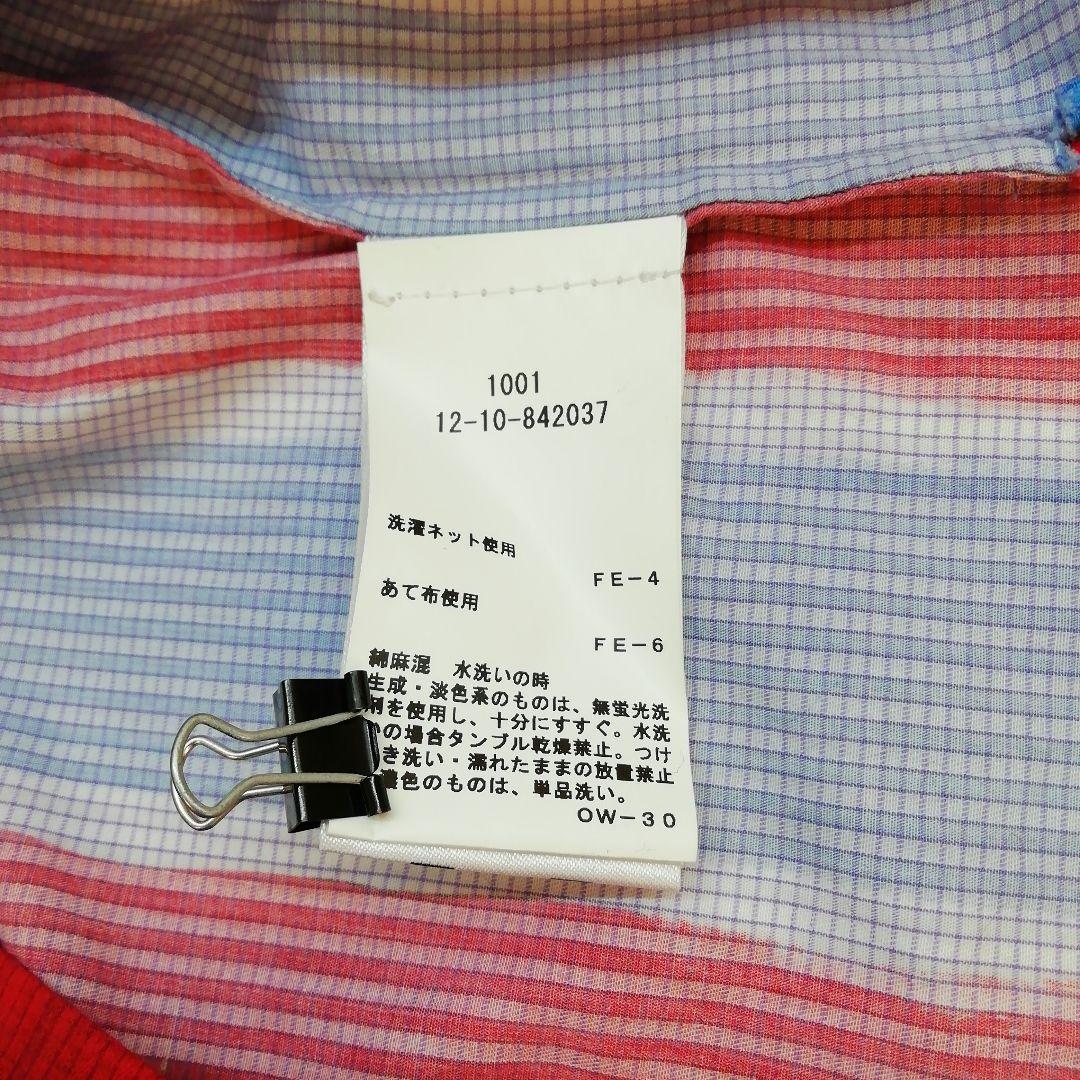 1001
12-10-842037
洗濯ネット使用
FE-4
あて布使用
FE-6
綿麻混 水洗いの時
生成・淡色系のものは、無蛍光洗
剤を使用し、十分にすすぐ。水洗
いの場合タンブル乾燥禁止。つけ
おき洗い・濡れたままの放置禁止
濃色のものは、単品洗い。
OW-30